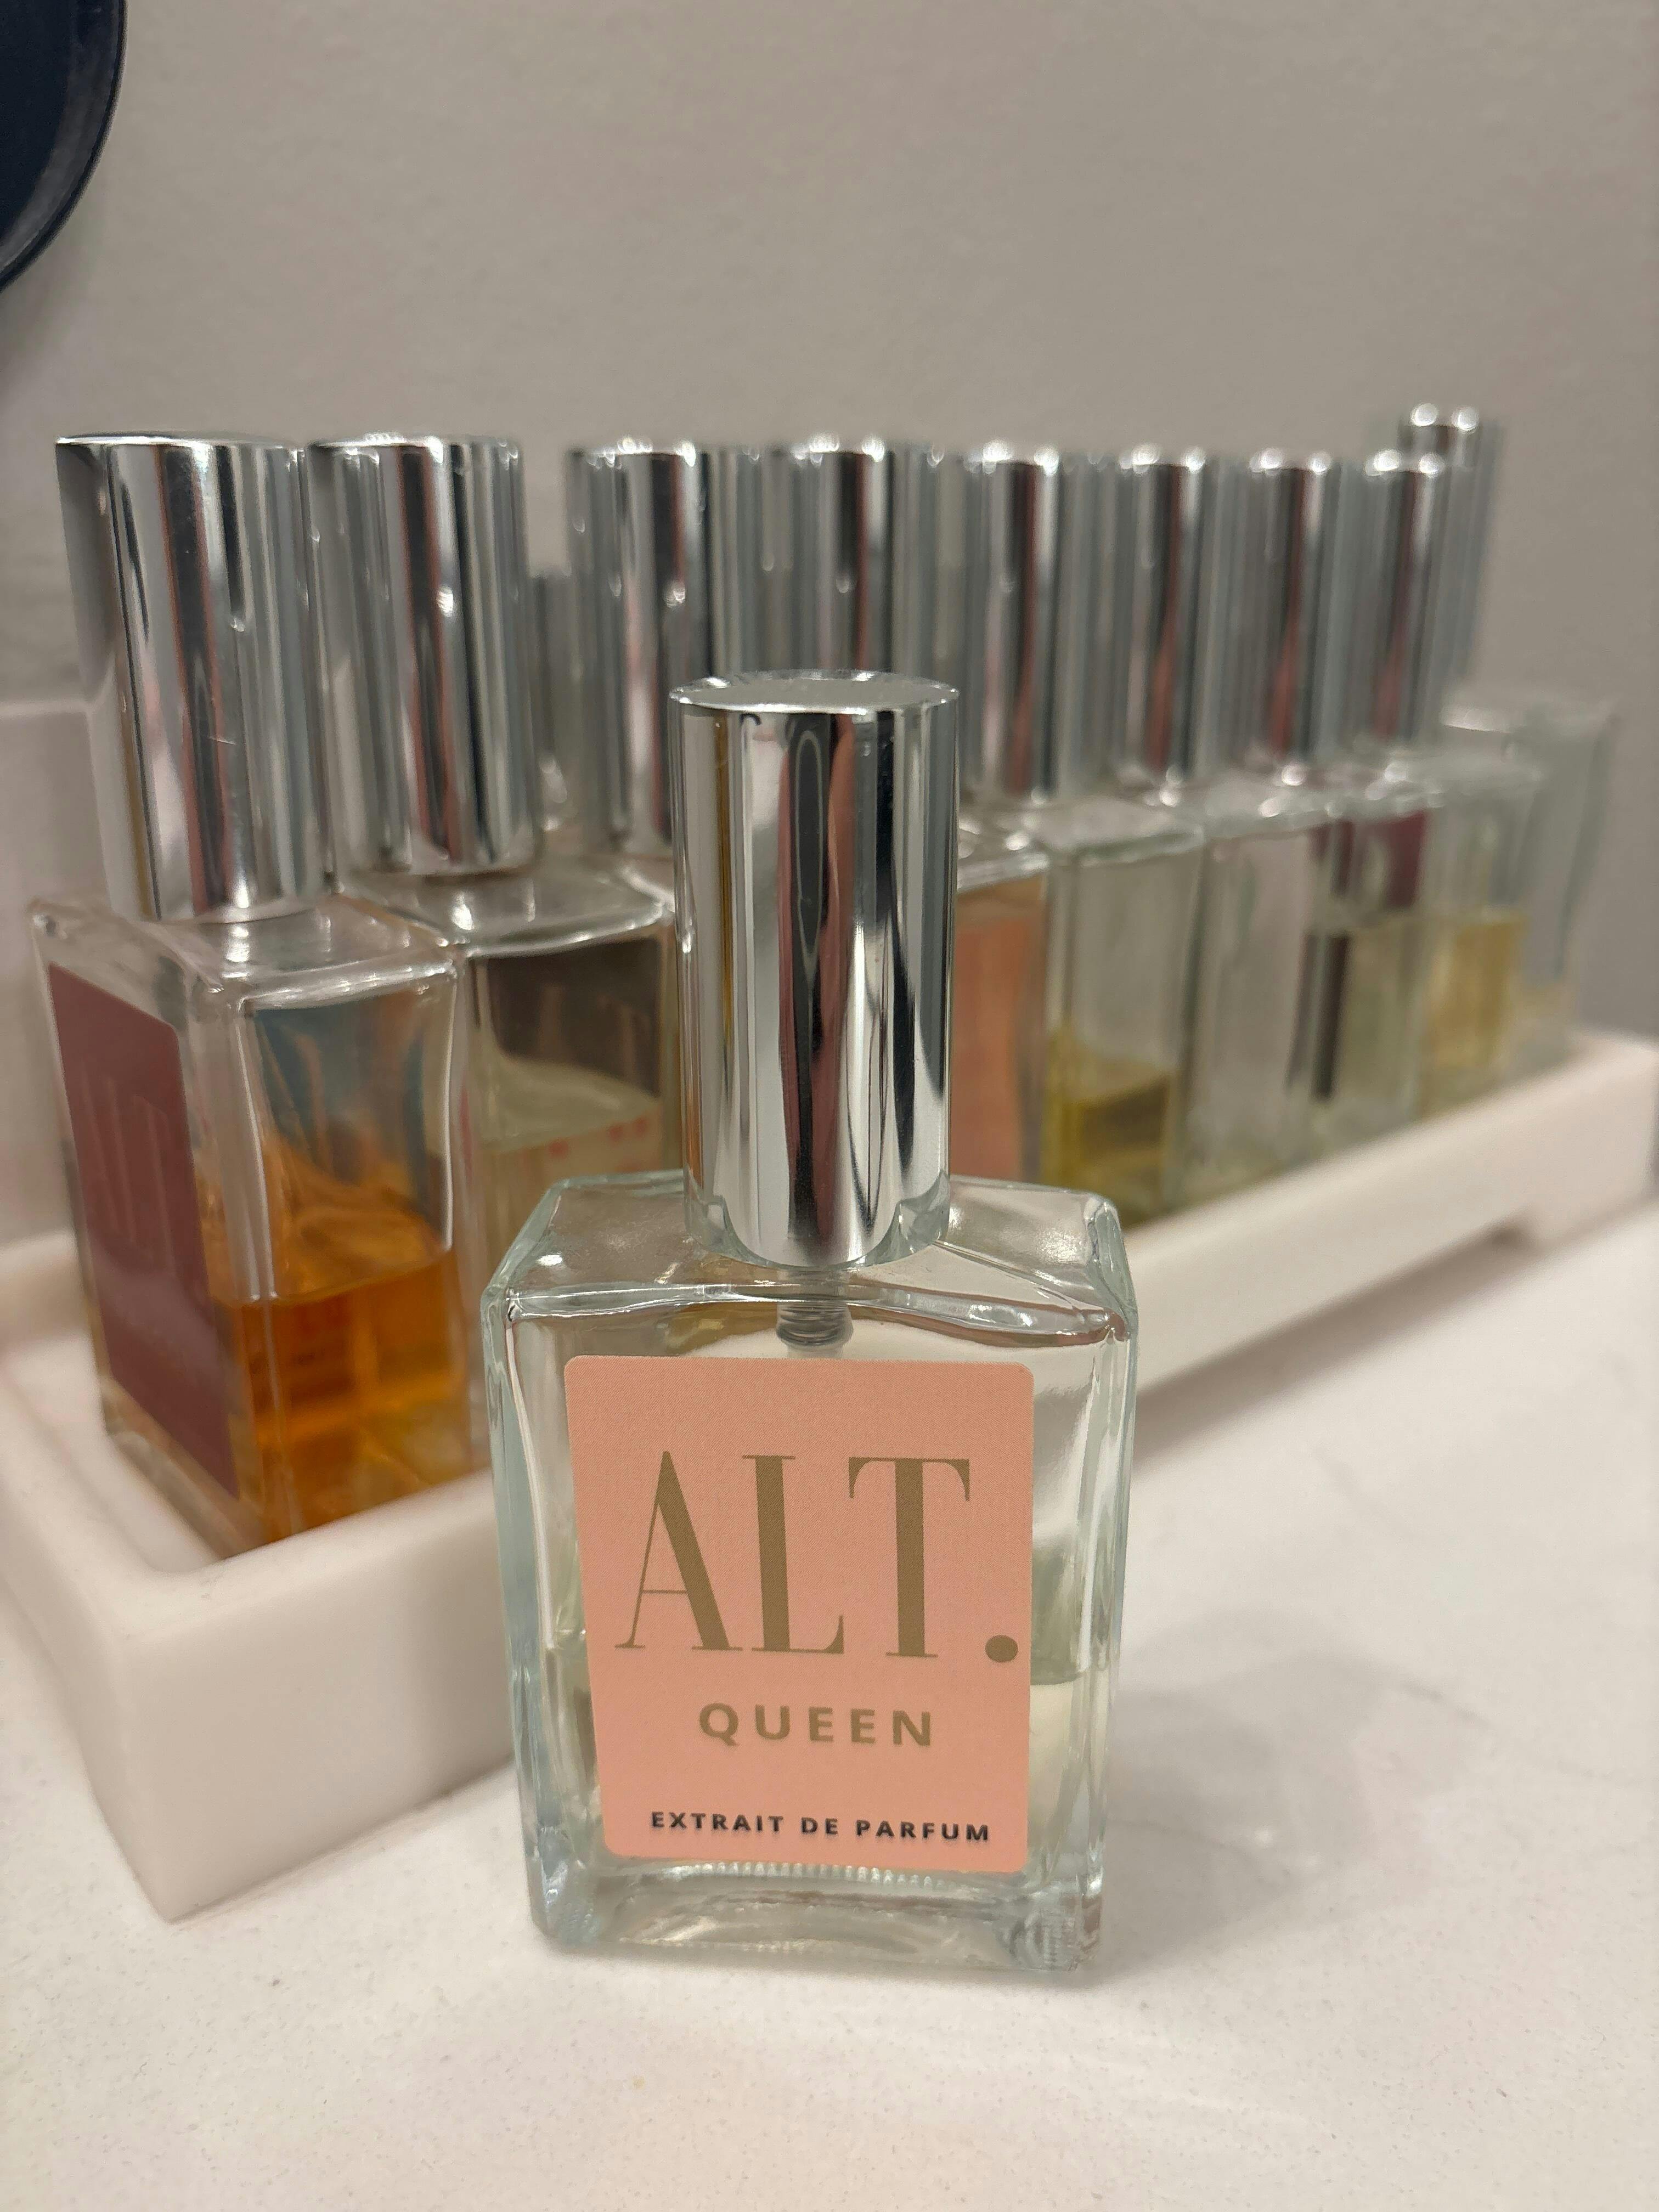 ALT.
QUEEN
EXTRAIT DE PARFUM